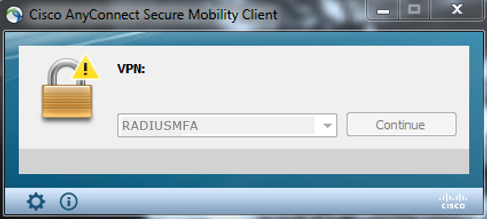 Cisco AnyConnect Secure Mobility Client
VPN:
RADIUSMFA
Continue
cisco